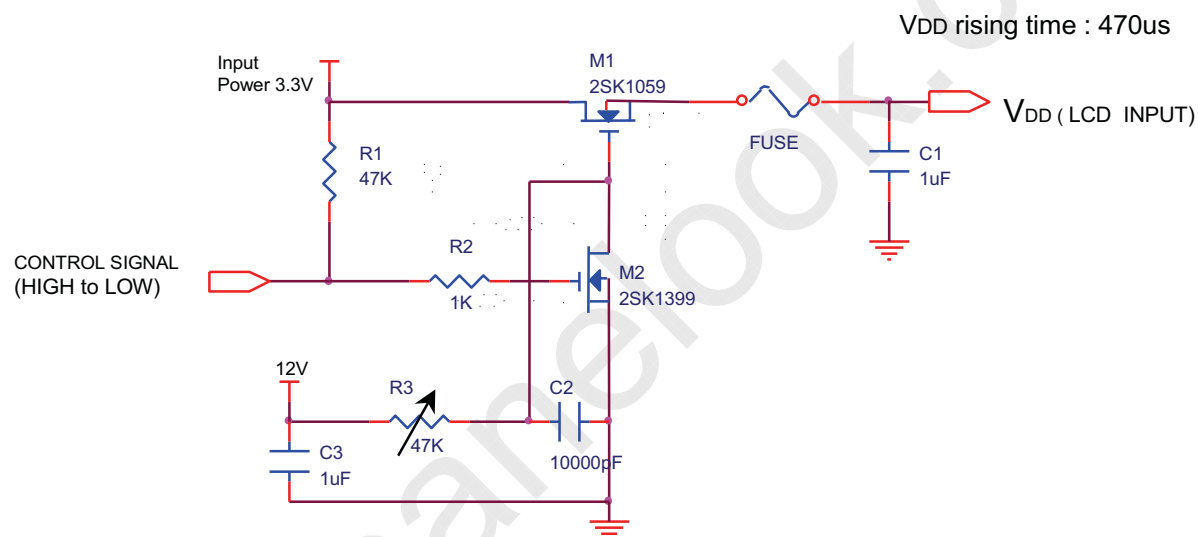 VDD rising time : 470us
Input
Power 3.3V
M1
2SK1059
FUSE
VDD ( LCD INPUT)
R1
47K
C1
1uF
CONTROL SIGNAL
(HIGH to LOW)
R2
1K
M2
2SK1399
12V
R3
47K
C2
10000pF
C3
1uF